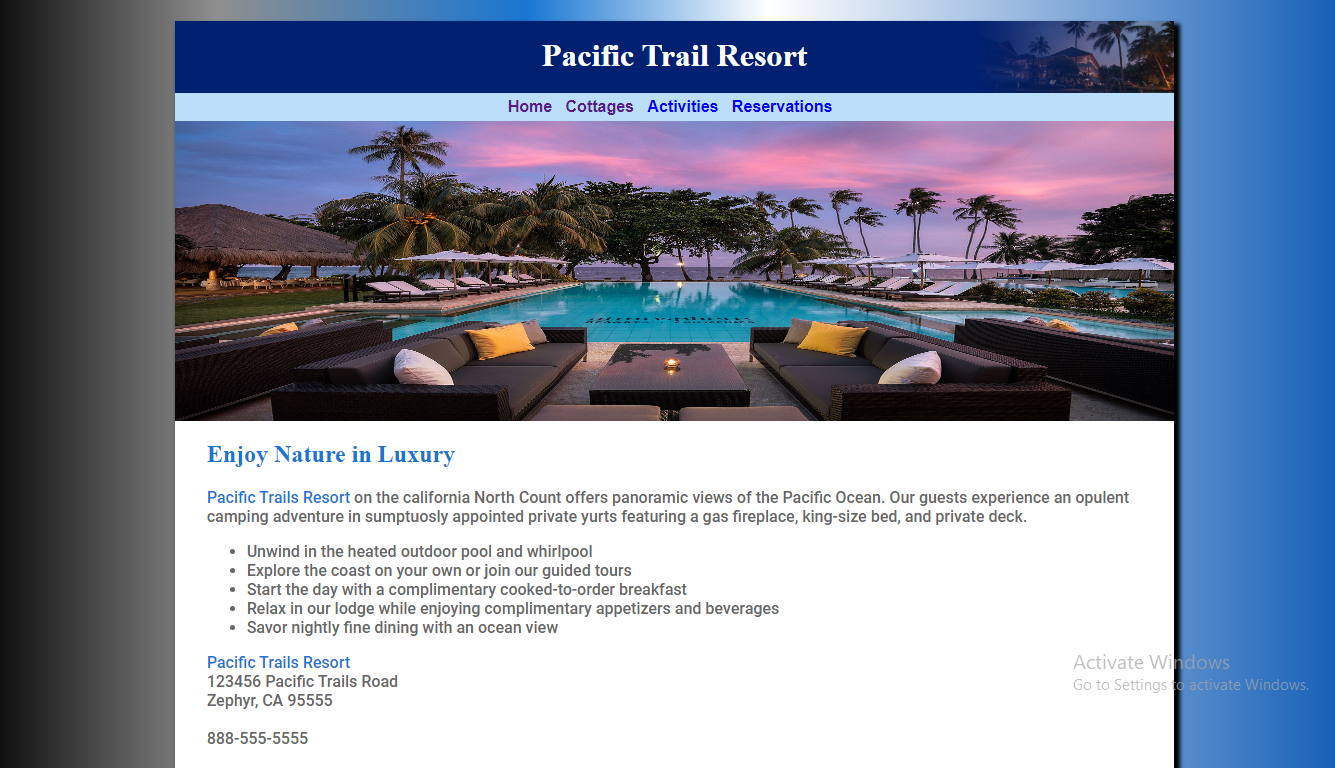 Pacific Trail Resort
Home Cottages Activities Reservations
Enjoy Nature in Luxury
Pacific Trails Resort on the california North Count offers panoramic views of the Pacific Ocean. Our guests experience an opulent
camping adventure in sumptuosly appointed private yurts featuring a gas fireplace, king-size bed, and private deck.
• Unwind in the heated outdoor pool and whirlpool
• Explore the coast on your own or join our guided tours
• Start the day with a complimentary cooked-to-order breakfast
• Relax in our lodge while enjoying complimentary appetizers and beverages
• Savor nightly fine dining with an ocean view
Pacific Trails Resort
123456 Pacific Trails Road
Zephyr, CA 95555
888-555-5555
Activate Windows
Go to Settings to activate Windows.